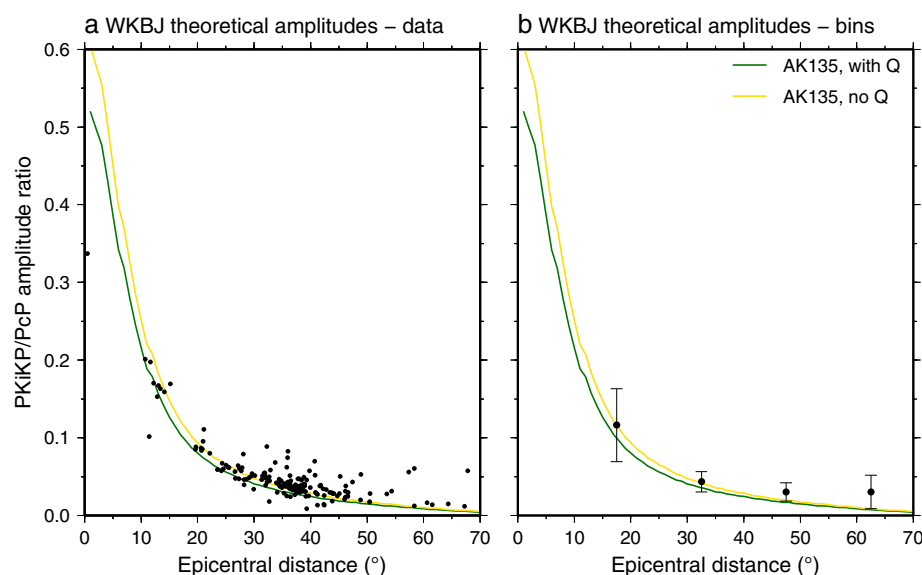 a WKBJ theoretical amplitudes – data
b WKBJ theoretical amplitudes – bins
0.6
0.5
0.4
0.3
0.2
0.1
0.0
PKiKP/PcP amplitude ratio
AK135, with Q
AK135, no Q
0 10 20 30 40 50 60 70
0 10 20 30 40 50 60 70
Epicentral distance (°)
Epicentral distance (°)